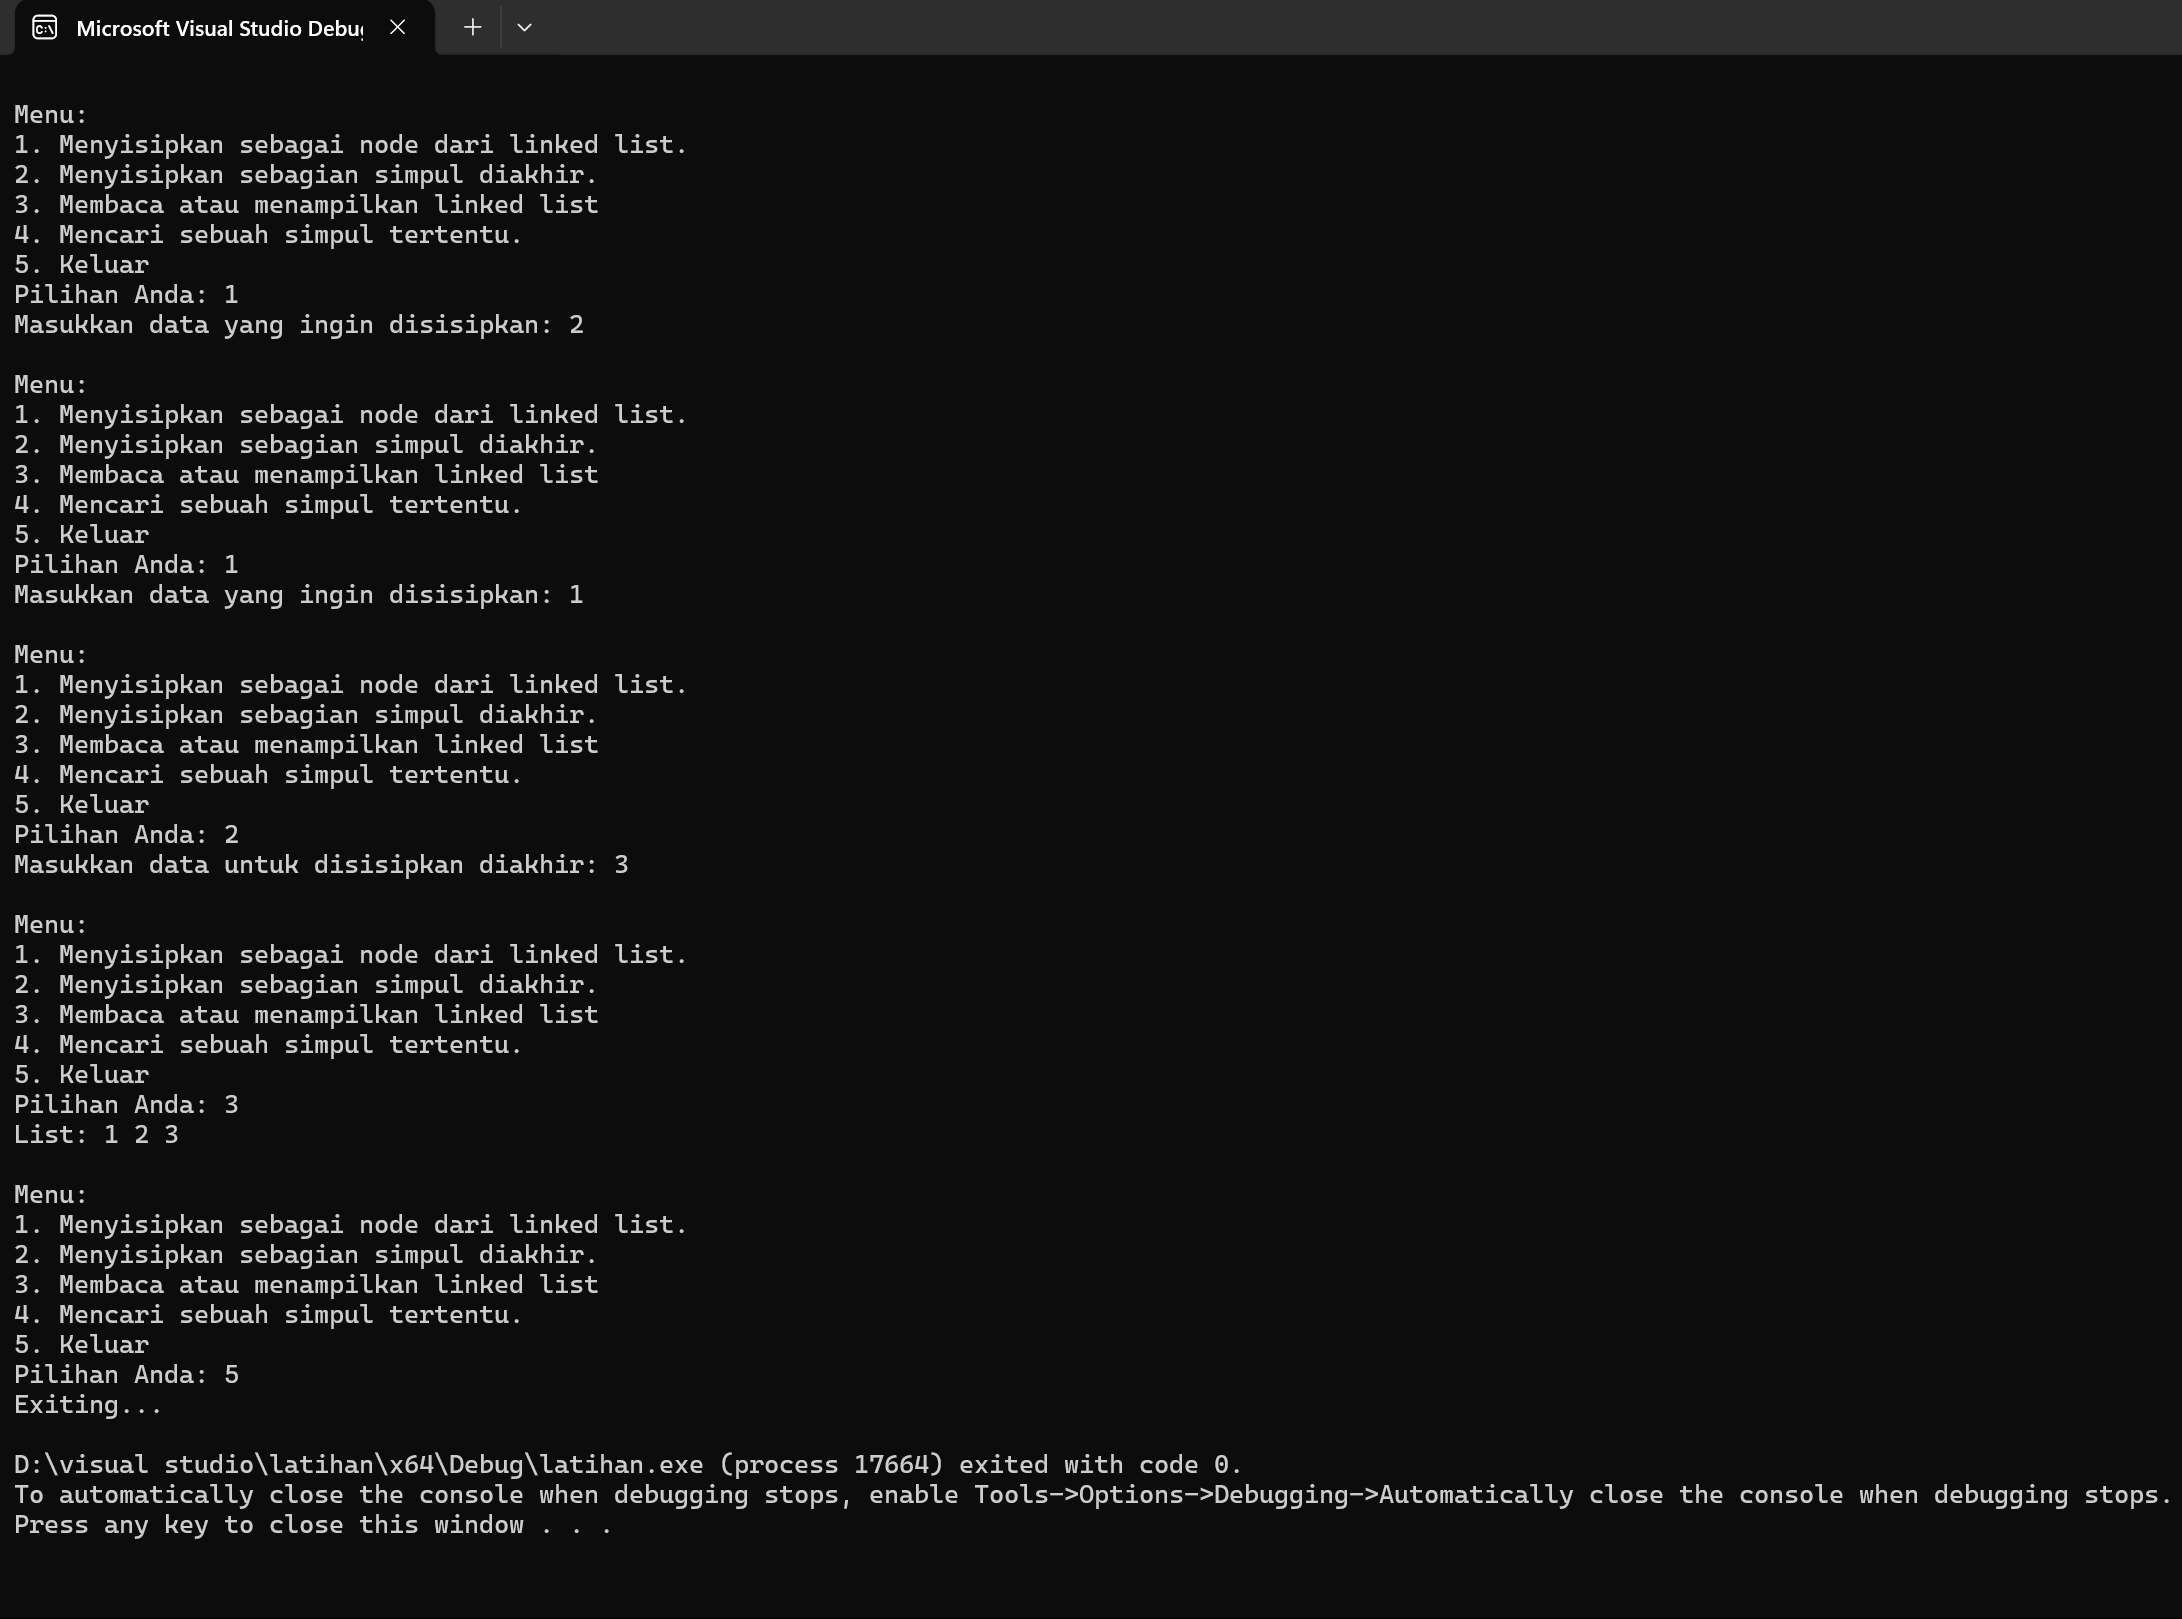 Microsoft Visual Studio Debu
Menu:
1. Menyisipkan sebagai node dari linked list.
2. Menyisipkan sebagian simpul diakhir.
3. Membaca atau menampilkan linked list
4. Mencari sebuah simpul tertentu.
5. Keluar
Pilihan Anda: 1
Masukkan data yang ingin disisipkan: 2
Menu:
1. Menyisipkan sebagai node dari linked list.
2. Menyisipkan sebagian simpul diakhir.
3. Membaca atau menampilkan linked list
4. Mencari sebuah simpul tertentu.
5. Keluar
Pilihan Anda: 1
Masukkan data yang ingin disisipkan: 1
Menu:
1. Menyisipkan sebagai node dari linked list.
2. Menyisipkan sebagian simpul diakhir.
3. Membaca atau menampilkan linked list
4. Mencari sebuah simpul tertentu.
5. Keluar
Pilihan Anda: 2
Masukkan data untuk disisipkan diakhir: 3
Menu:
1. Menyisipkan sebagai node dari linked list.
2. Menyisipkan sebagian simpul diakhir.
3. Membaca atau menampilkan linked list
4. Mencari sebuah simpul tertentu.
5. Keluar
Pilihan Anda: 3
List: 1 2 3
Menu:
1. Menyisipkan sebagai node dari linked list.
2. Menyisipkan sebagian simpul diakhir.
3. Membaca atau menampilkan linked list
4. Mencari sebuah simpul tertentu.
5. Keluar
Pilihan Anda: 5
Exiting...
D:\visual studio\latihan\x64\Debug\latihan.exe (process 17664) exited with code 0.
To automatically close the console when debugging stops, enable Tools->Options->Debugging->Automatically close the console when debugging stops.
Press any key to close this window . . .